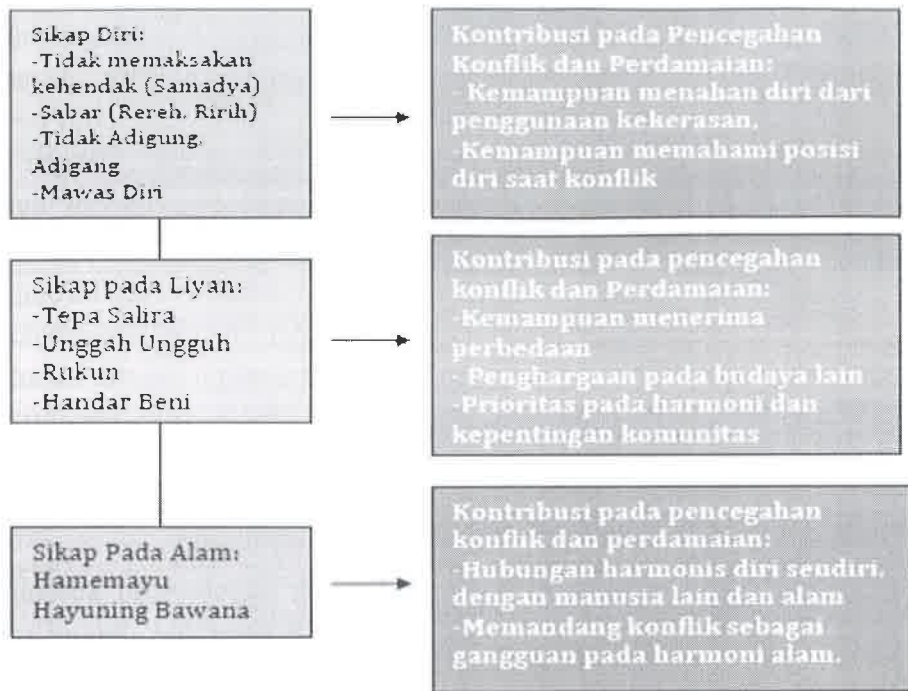 Sikap Diri:
-Tidak memaksakan
kehendak (Samadya)
-Sabar (Rereh, Ririh)
-Tidak Adigung,
Adigang
-Mawas Diri
Kontribusi pada Pencegahan
Konflik dan Perdamaian:
- Kemampuan menahan diri dari
penggunaan kekerasan,
-Kemampuan memahami posisi
diri saat konflik
Sikap pada Liyan:
-Tepa Salira
-Unggah Ungguh
-Rukun
-Handar Beni
Kontribusi pada pencegahan
konflik dan Perdamaian:
-Kemampuan menerima
perbedaan
- Penghargaan pada budaya lain
-Prioritas pada harmoni dan
kepentingan komunitas
Sikap Pada Alam:
Hamemayu
Hayuning Bawana
Kontribusi pada pencegahan
konflik dan perdamaian:
-Hubungan harmonis diri sendiri,
dengan manusia lain dan alam
-Memandang konflik sebagai
gangguan pada harmoni alam.